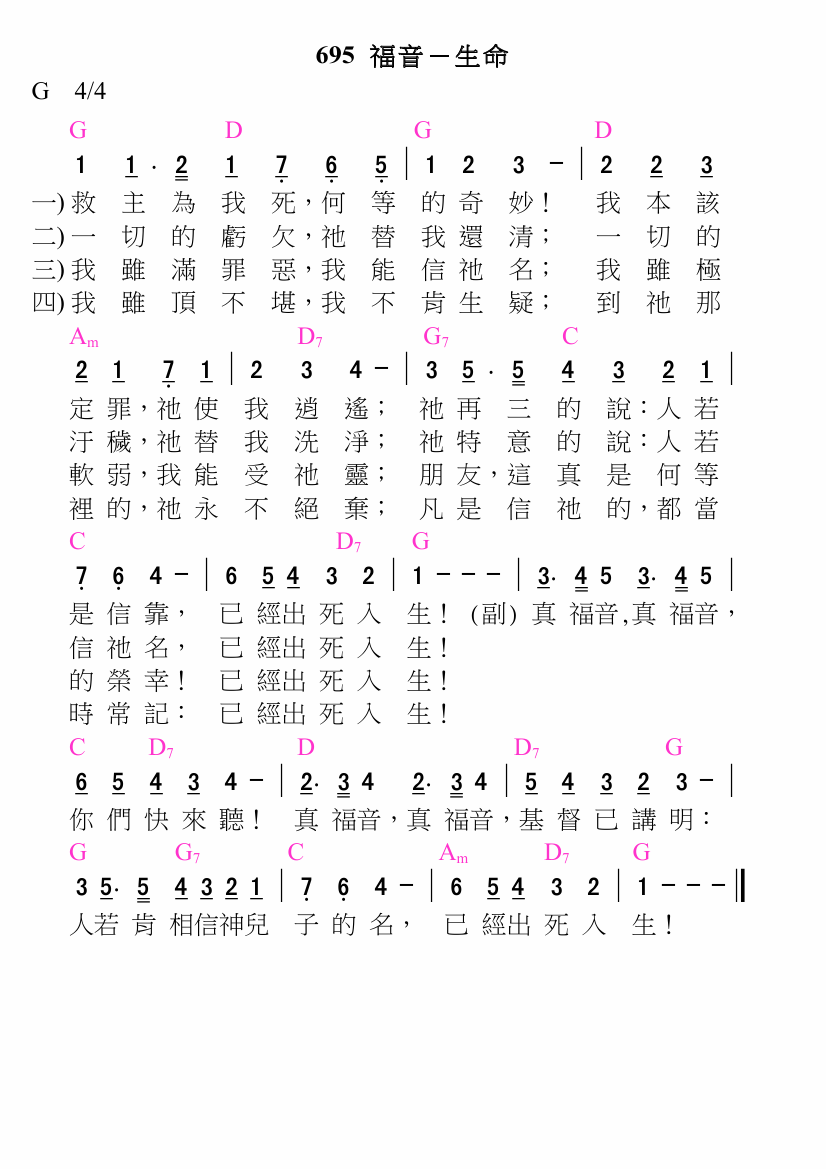 695 福音－生命
G 4/4
G D G D
1 1 . 2 1 7 6 5 | 1 2 3 - | 2 2 3
一) 救 主 為 我 死，何 等 的 奇 妙！ 我 本 該
二) 一 切 的 虧 欠，祂 替 我 還 清； 一 切 的
三) 我 雖 滿 罪 惡，我 能 信 祂 名； 我 雖 極
四) 我 雖 頂 不 堪，我 不 肯 生 疑； 到 祂 那
Am D7 G7 C
2 1 7 1 | 2 3 4 - | 3 5 . 5 4 3 2 1 |
定 罪，祂 使 我 逍 遙； 祂 再 三 的 說：人 若
汙 穢，祂 替 我 洗 淨； 祂 特 意 的 說：人 若
軟 弱，我 能 受 祂 靈； 朋 友，這 真 是 何 等
裡 的，祂 永 不 絕 棄； 凡 是 信 祂 的，都 當
C D7 G
7 6 4 - | 6 5 4 3 2 | 1 - - - | 3. 4 5 3. 4 5 |
是 信 靠， 已 經出 死 入 生！ (副) 真 福音,真 福音，
信 祂 名， 已 經出 死 入 生！
的 榮 幸！ 已 經出 死 入 生！
時 常 記： 已 經出 死 入 生！
C D7 D D7 G
6 5 4 3 4 - | 2. 3 4 2. 3 4 | 5 4 3 2 3 - |
你 們 快 來 聽！ 真 福音，真 福音，基 督 已 講 明：
G G7 C Am D7 G
3 5. 5 4 3 2 1 | 7 6 4 - | 6 5 4 3 2 | 1 - - - ‖
人若 肯 相信神兒 子 的 名， 已 經出 死 入 生！